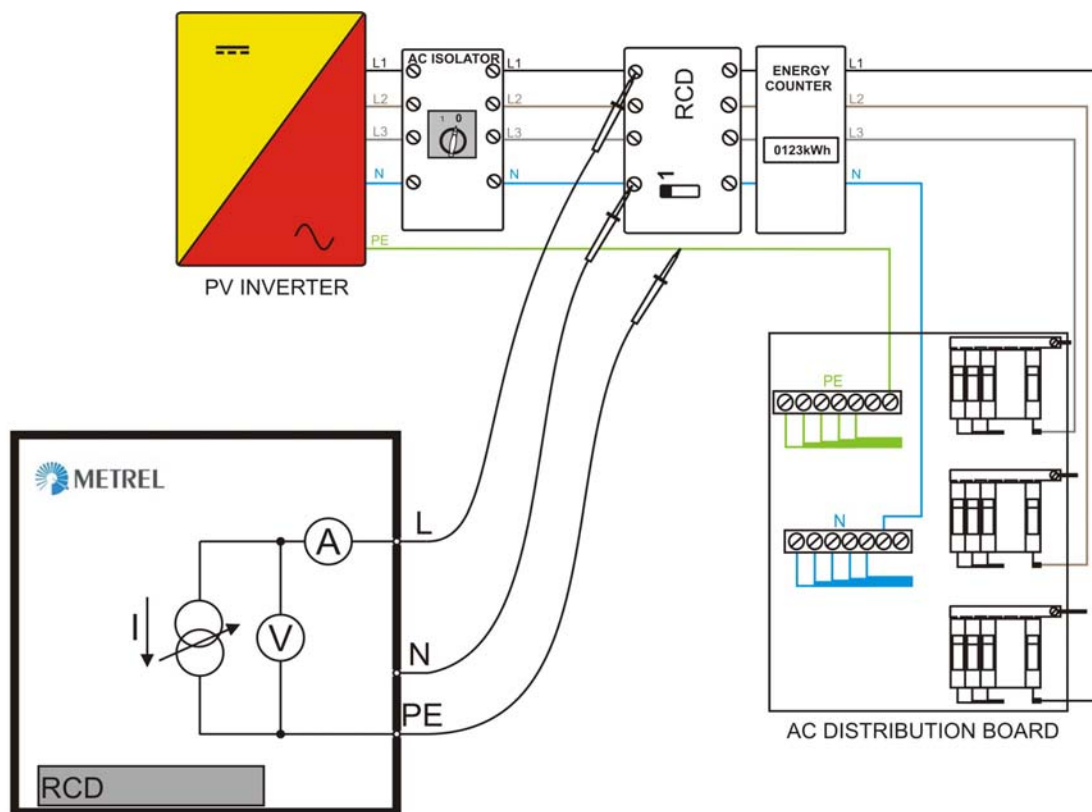 L1 AC ISOLATOR L1 RCD ENERGY COUNTER L1
L2 L2 L2
1 0
L3 L3 0123kWh L3
N N 1 N
PE
PV INVERTER
PE
N
AC DISTRIBUTION BOARD
METREL
L
A
I
V
N
PE
RCD